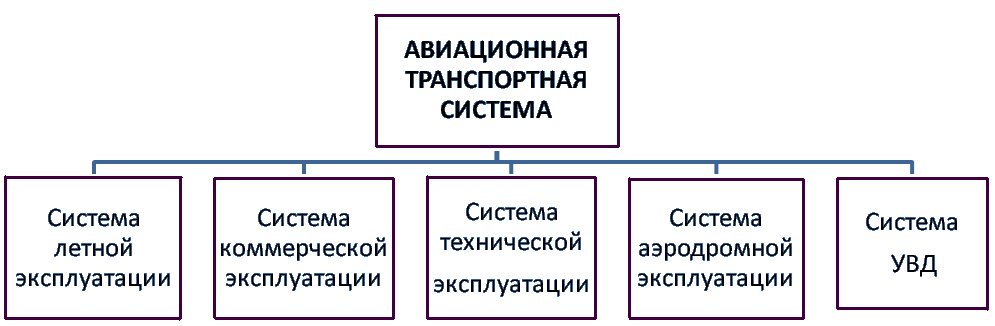 АВИАЦИОННАЯ
ТРАНСПОРТНАЯ
СИСТЕМА
Система
летной
эксплуатации
Система
коммерческой
эксплуатации
Система
технической
эксплуатации
Система
аэродромной
эксплуатации
Система
УВД